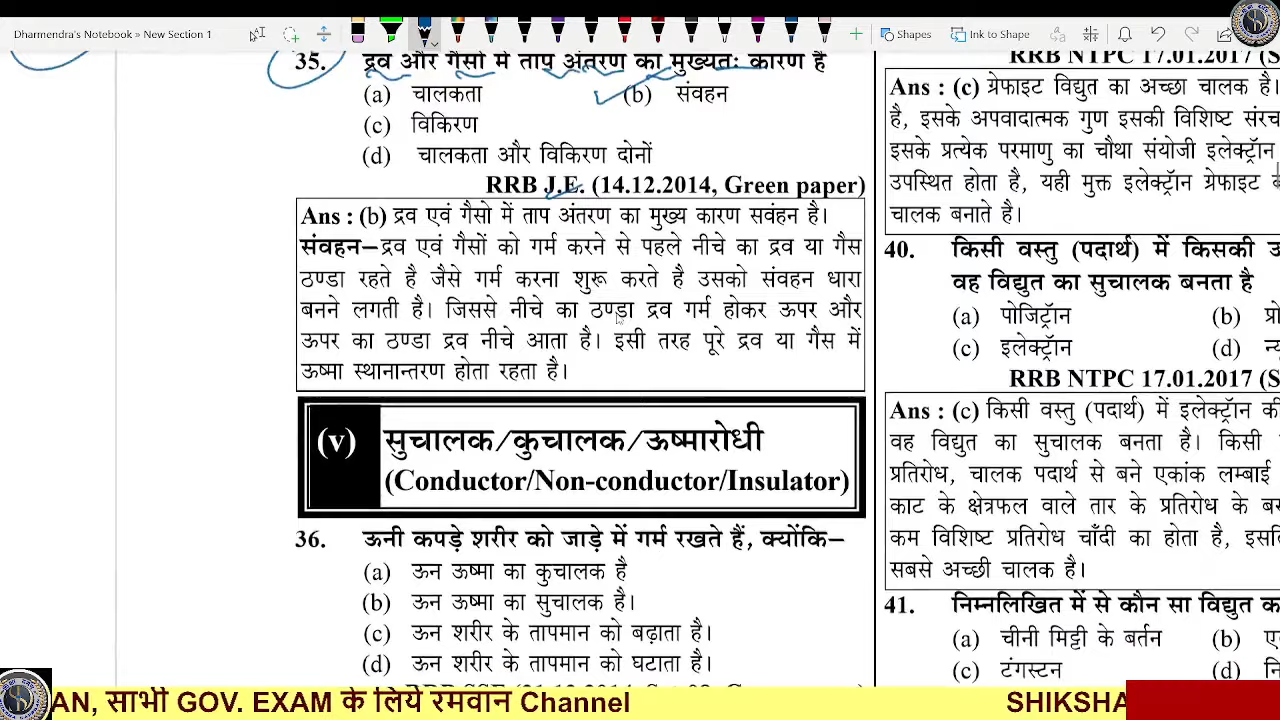 Dharmendra's Notebook » New Section 1
Shapes
Ink to Shape
35. द्रव और गैसो में ताप अंतरण का मुख्यतः कारण है
(a) चालकता (b) संवहन
(c) विकिरण
(d) चालकता और विकिरण दोनों
RRB J.E. (14.12.2014, Green paper)
Ans : (b) द्रव एवं गैसो में ताप अंतरण का मुख्य कारण सवंहन है।
संवहन– द्रव एवं गैसों को गर्म करने से पहले नीचे का द्रव या गैस
ठण्डा रहते है जैसे गर्म करना शुरू करते है उसको संवहन धारा
बनने लगती है। जिससे नीचे का ठण्ड़ा द्रव गर्म होकर ऊपर और
ऊपर का ठण्डा द्रव नीचे आता है। इसी तरह पूरे द्रव या गैस में
ऊष्मा स्थानान्तरण होता रहता है।
(v) सुचालक/कुचालक/ऊष्मारोधी
(Conductor/Non-conductor/Insulator)
36. ऊनी कपड़े शरीर को जाड़े में गर्म रखते हैं, क्योंकि–
(a) ऊन ऊष्मा का कुचालक है
(b) ऊन ऊष्मा का सुचालक है।
(c) ऊन शरीर के तापमान को बढ़ाता है।
(d) ऊन शरीर के तापमान को घटाता है।
RRB NTPC 17.01.2017 (S
Ans : (c) ग्रेफाइट विद्युत का अच्छा चालक है।
है, इसके अपवादात्मक गुण इसकी विशिष्ट संरच
इसके प्रत्येक परमाणु का चौथा संयोजी इलेक्ट्रॉन
उपस्थित होता है, यही मुक्त इलेक्ट्रॉन ग्रेफाइट क
चालक बनाते है।
40. किसी वस्तु (पदार्थ) में किसकी उ
वह विद्युत का सुचालक बनता है
(a) पोजिट्रॉन (b) प्रो
(c) इलेक्ट्रॉन (d) न्यू
RRB NTPC 17.01.2017 (S
Ans : (c) किसी वस्तु (पदार्थ) में इलेक्ट्रॉन की
वह विद्युत का सुचालक बनता है। किसी
प्रतिरोध, चालक पदार्थ से बने एकांक लम्बाई
काट के क्षेत्रफल वाले तार के प्रतिरोध के बर
कम विशिष्ट प्रतिरोध चाँदी का होता है, इसलि
सबसे अच्छी चालक है।
41. निम्नलिखित में से कौन सा विद्युत क
(a) चीनी मिट्टी के बर्तन (b) ए
(c) टंगस्टन (d) नि
AN, साभी GOV. EXAM के लिये रमवान Channel SHIKSHA